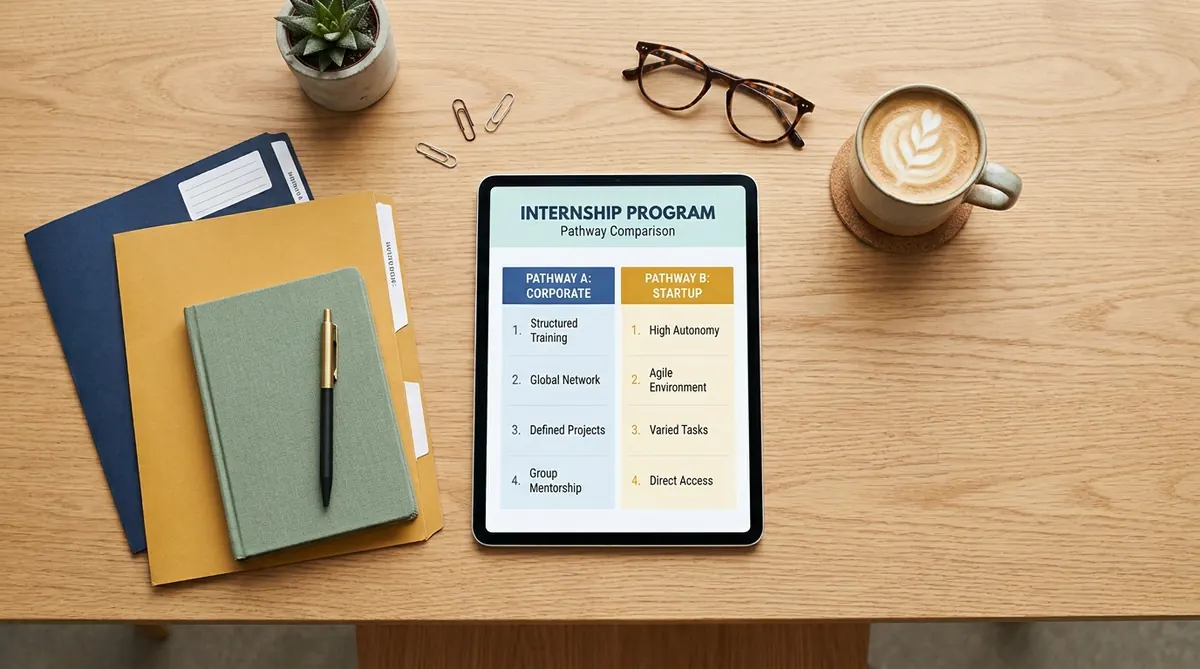 INTERNSHIP PROGRAM
Pathway Comparison
PATHWAY A:
CORPORATE
1. Structured
Training
2. Global Network
3. Defined Projects
4. Group
Mentorship
PATHWAY B:
STARTUP
1. High Autonomy
2. Agile
Environment
3. Varied Tasks
4. Direct Access